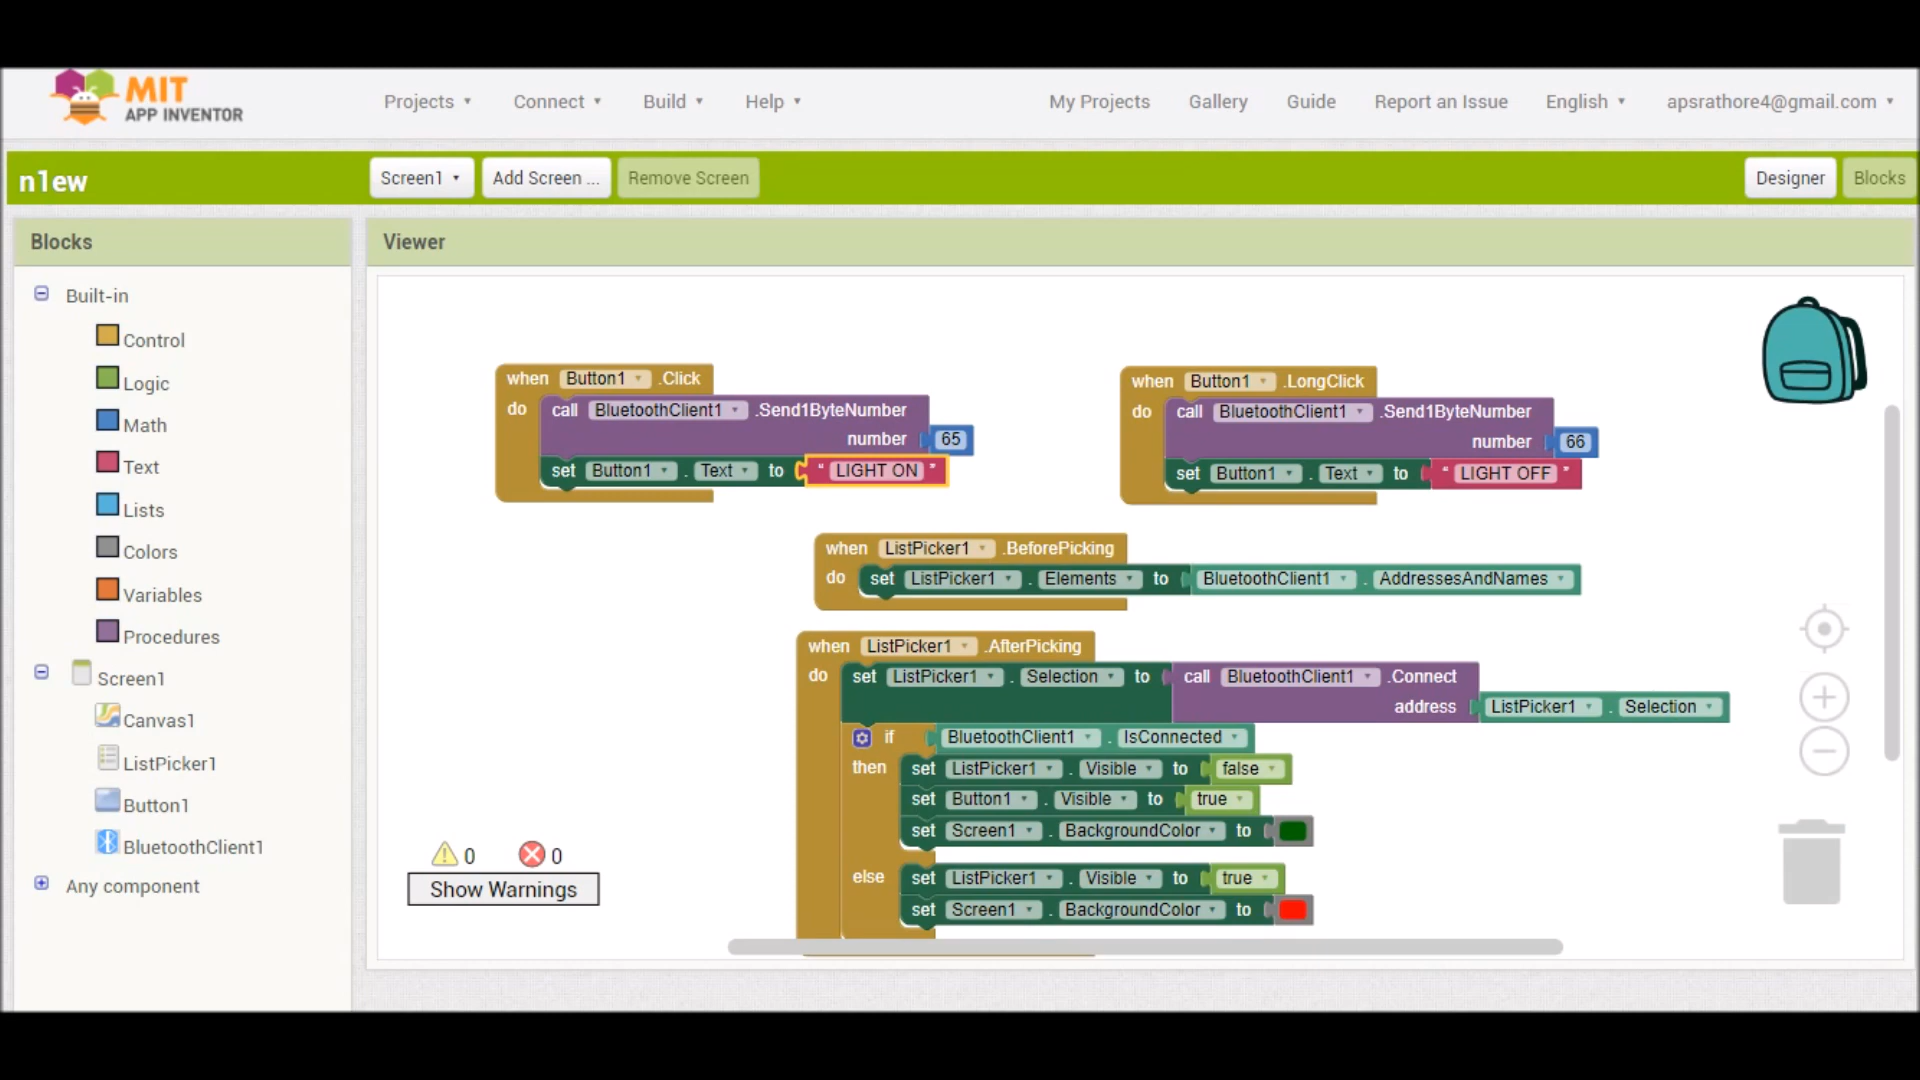 MIT
APP INVENTOR
Projects
Connect
Build
Help
My Projects
Gallery
Guide
Report an Issue
English
apsrathore4@gmail.com
n1ew
Screen1
Add Screen ...
Remove Screen
Designer
Blocks
Blocks
Built-in
Control
Logic
Math
Text
Lists
Colors
Variables
Procedures
Screen1
Canvas1
ListPicker1
Button1
BluetoothClient1
Any component
Viewer
when Button1 .Click
do call BluetoothClient1 .Send1ByteNumber
number 65
set Button1 . Text to " LIGHT ON "
when Button1 .LongClick
do call BluetoothClient1 .Send1ByteNumber
number 66
set Button1 . Text to " LIGHT OFF "
when ListPicker1 .BeforePicking
do set ListPicker1 . Elements to BluetoothClient1 . AddressesAndNames
when ListPicker1 .AfterPicking
do set ListPicker1 . Selection to call BluetoothClient1 .Connect
address ListPicker1 . Selection
if BluetoothClient1 . IsConnected
then set ListPicker1 . Visible to false
set Button1 . Visible to true
set Screen1 . BackgroundColor to
else set ListPicker1 . Visible to true
set Screen1 . BackgroundColor to
0 0
Show Warnings